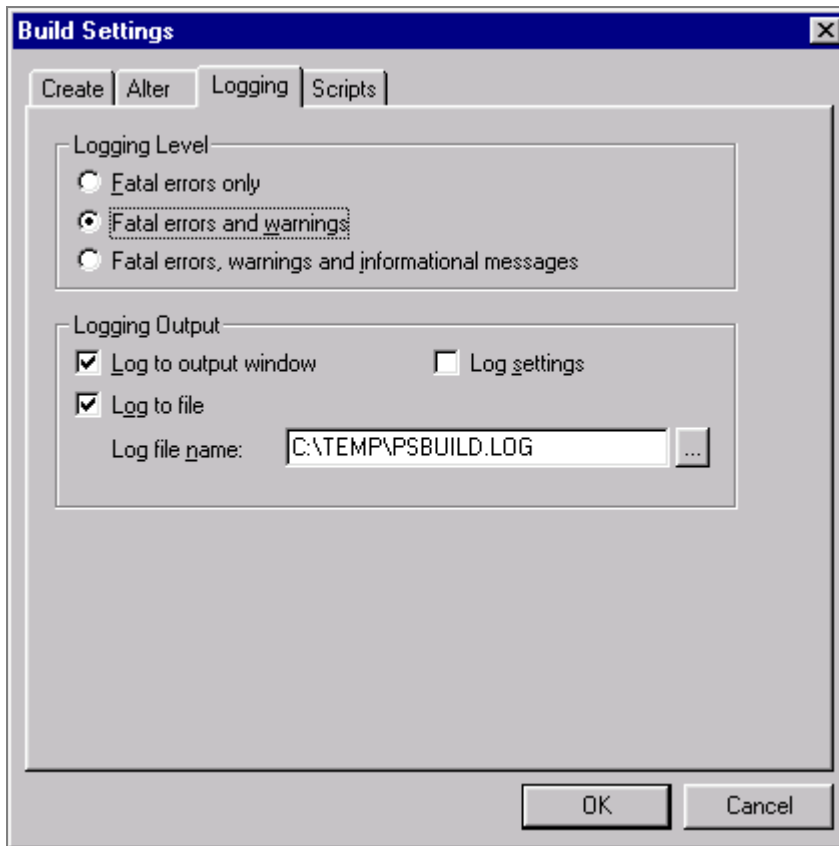 Build Settings
Create Alter Logging Scripts
Logging Level
Fatal errors only
Fatal errors and warnings
Fatal errors, warnings and informational messages
Logging Output
Log to output window Log settings
Log to file
Log file name: C:\TEMP\PSBUILD.LOG ...
OK Cancel